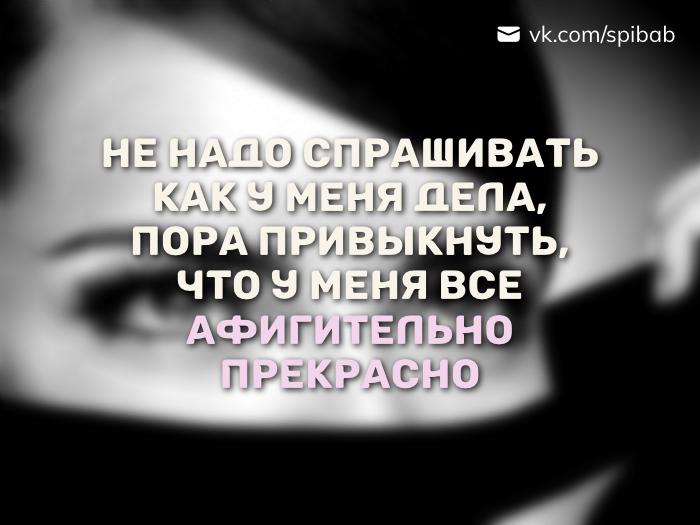 vk.com/spibab
НЕ НАДО СПРАШИВАТЬ
КАК У МЕНЯ ДЕЛА,
ПОРА ПРИВЫКНУТЬ,
ЧТО У МЕНЯ ВСЕ
АФИГИТЕЛЬНО
ПРЕКРАСНО